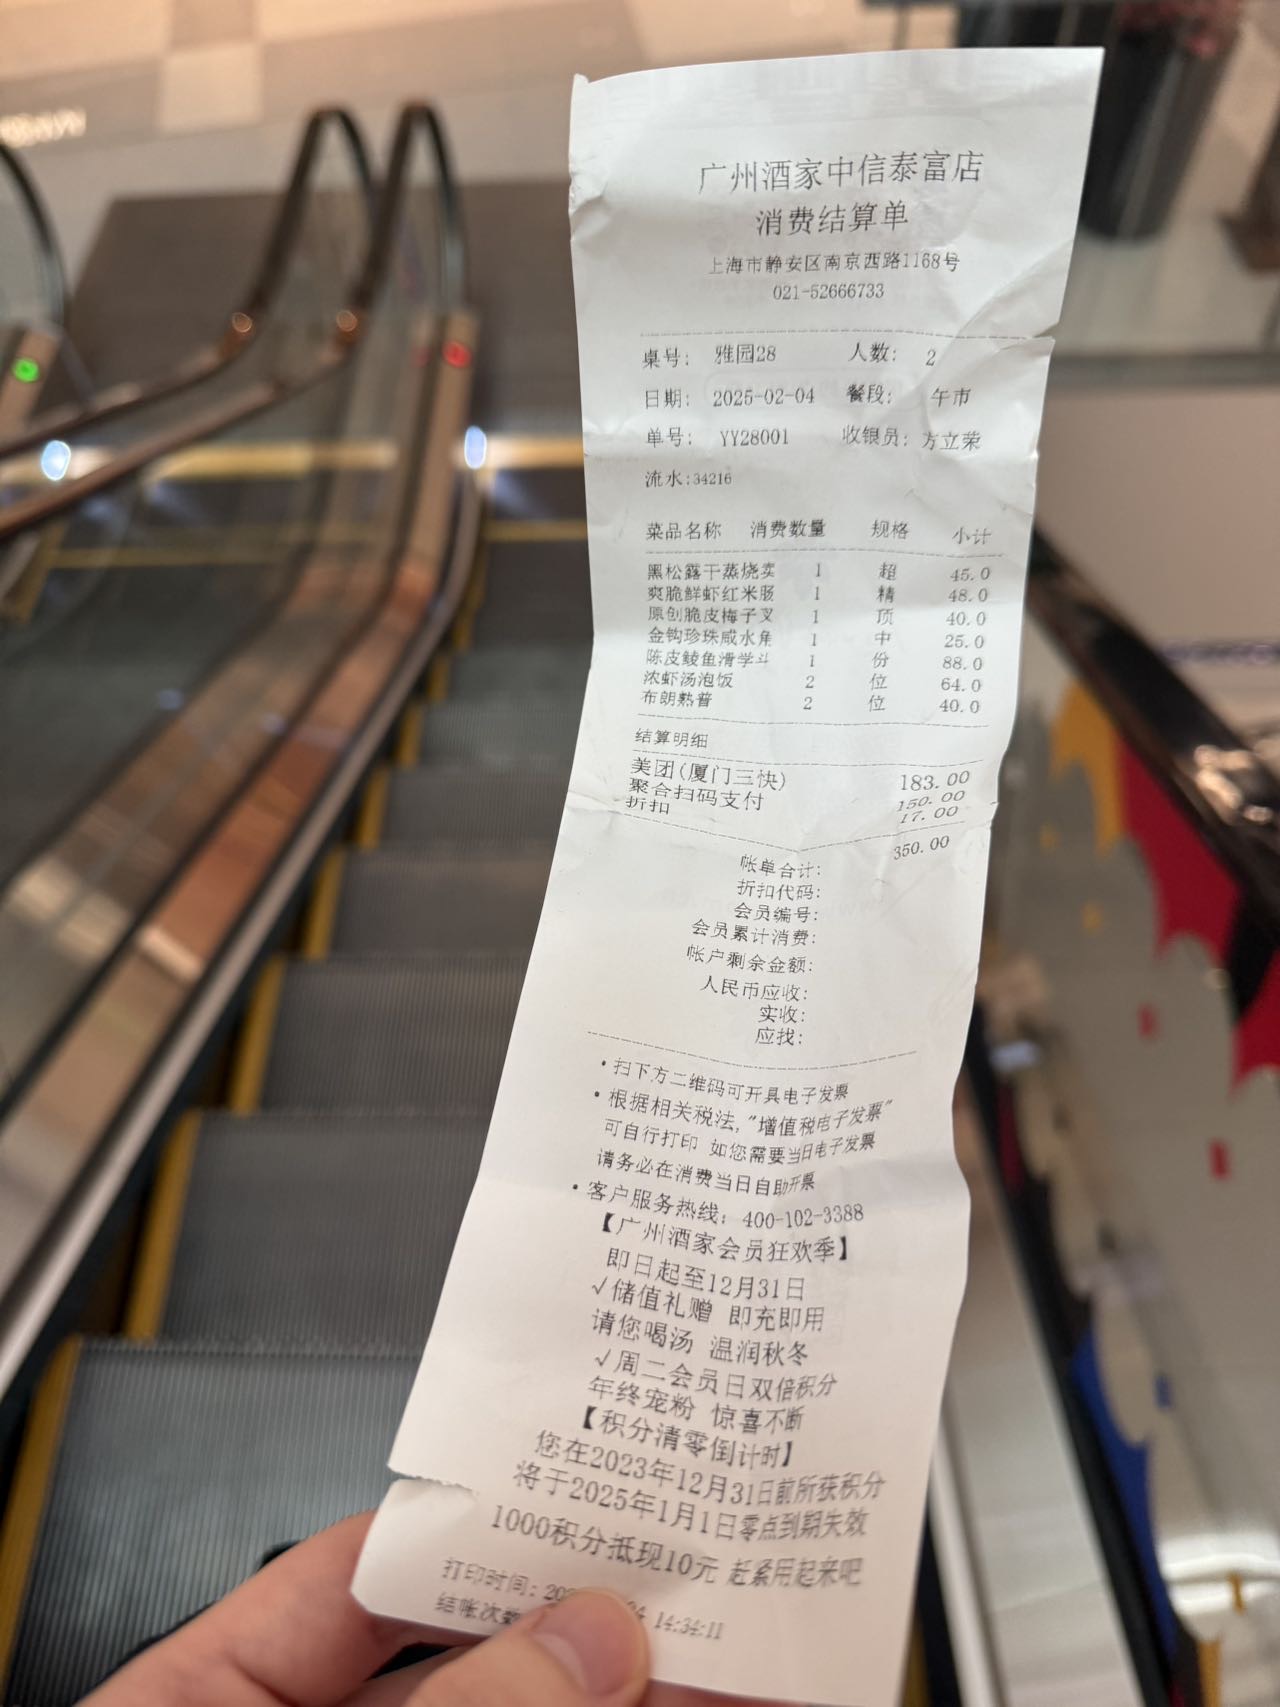 广州酒家中信泰富店
消费结算单
上海市静安区南京西路1168号
021-52666733
桌号: 雅园28 人数: 2
日期: 2025-02-04 餐段: 午市
单号: YY28001 收银员: 方立荣
流水:34216
菜品名称 消费数量 规格 小计
黑松露干蒸烧卖 1 超 45.0
爽脆鲜虾红米肠 1 精 48.0
原创脆皮梅子叉 1 顶 40.0
金钩珍珠咸水角 1 中 25.0
陈皮鲮鱼滑学斗 1 份 88.0
浓虾汤泡饭 2 位 64.0
布朗熟普 2 位 40.0
结算明细
美团(厦门三快) 183.00
聚合扫码支付 150.00
折扣 17.00
帐单合计: 350.00
折扣代码:
会员编号:
会员累计消费:
帐户剩余金额:
人民币应收:
实收:
应找:
·扫下方二维码可开具电子发票
·根据相关税法,"增值税电子发票"
可自行打印 如您需要当日电子发票
请务必在消费当日自助开票
·客户服务热线: 400-102-3388
【广州酒家会员狂欢季】
即日起至12月31日
√储值礼赠 即充即用
请您喝汤 温润秋冬
√周二会员日双倍积分
年终宠粉 惊喜不断
【积分清零倒计时】
您在2023年12月31日前所获积分
将于2025年1月1日零点到期失效
1000积分抵现10元 赶紧用起来吧
打印时间: 14:34:11
结帐次数